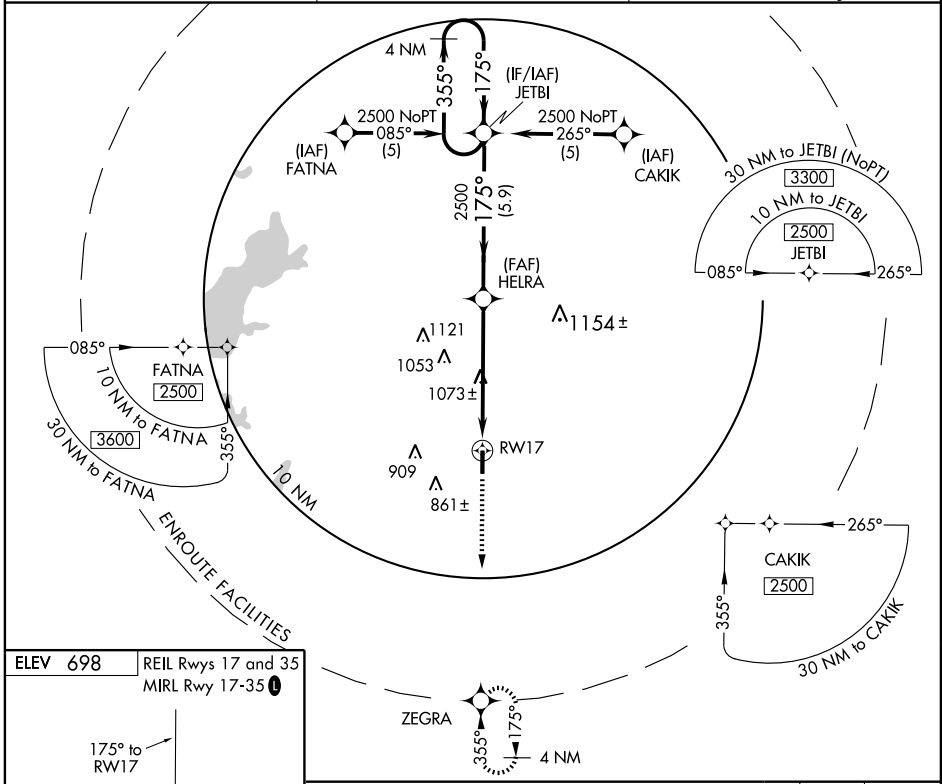 4 NM
355°
175°
(IF/IAF)
JETBI
2500 NoPT
085°
(5)
(IAF)
FATNA
2500 NoPT
265°
(5)
(IAF)
CAKIK
2500
175°
(5.9)
30 NM to JETBI (NoPT)
3300
10 NM to JETBI
2500
JETBI
085°
265°
(FAF)
HELRA
1154 ±
1121
1053
1073 ±
085°
FATNA
2500
10 NM to FATNA
3600
30 NM to FATNA
355°
RW17
909
861 ±
10 NM
265°
CAKIK
2500
355°
30 NM to CAKIK
ENROUTE FACILITIES
ELEV 698
REIL Rwys 17 and 35
MIRL Rwy 17-35 L
175° to
RW17
ZEGRA
355°
175°
4 NM